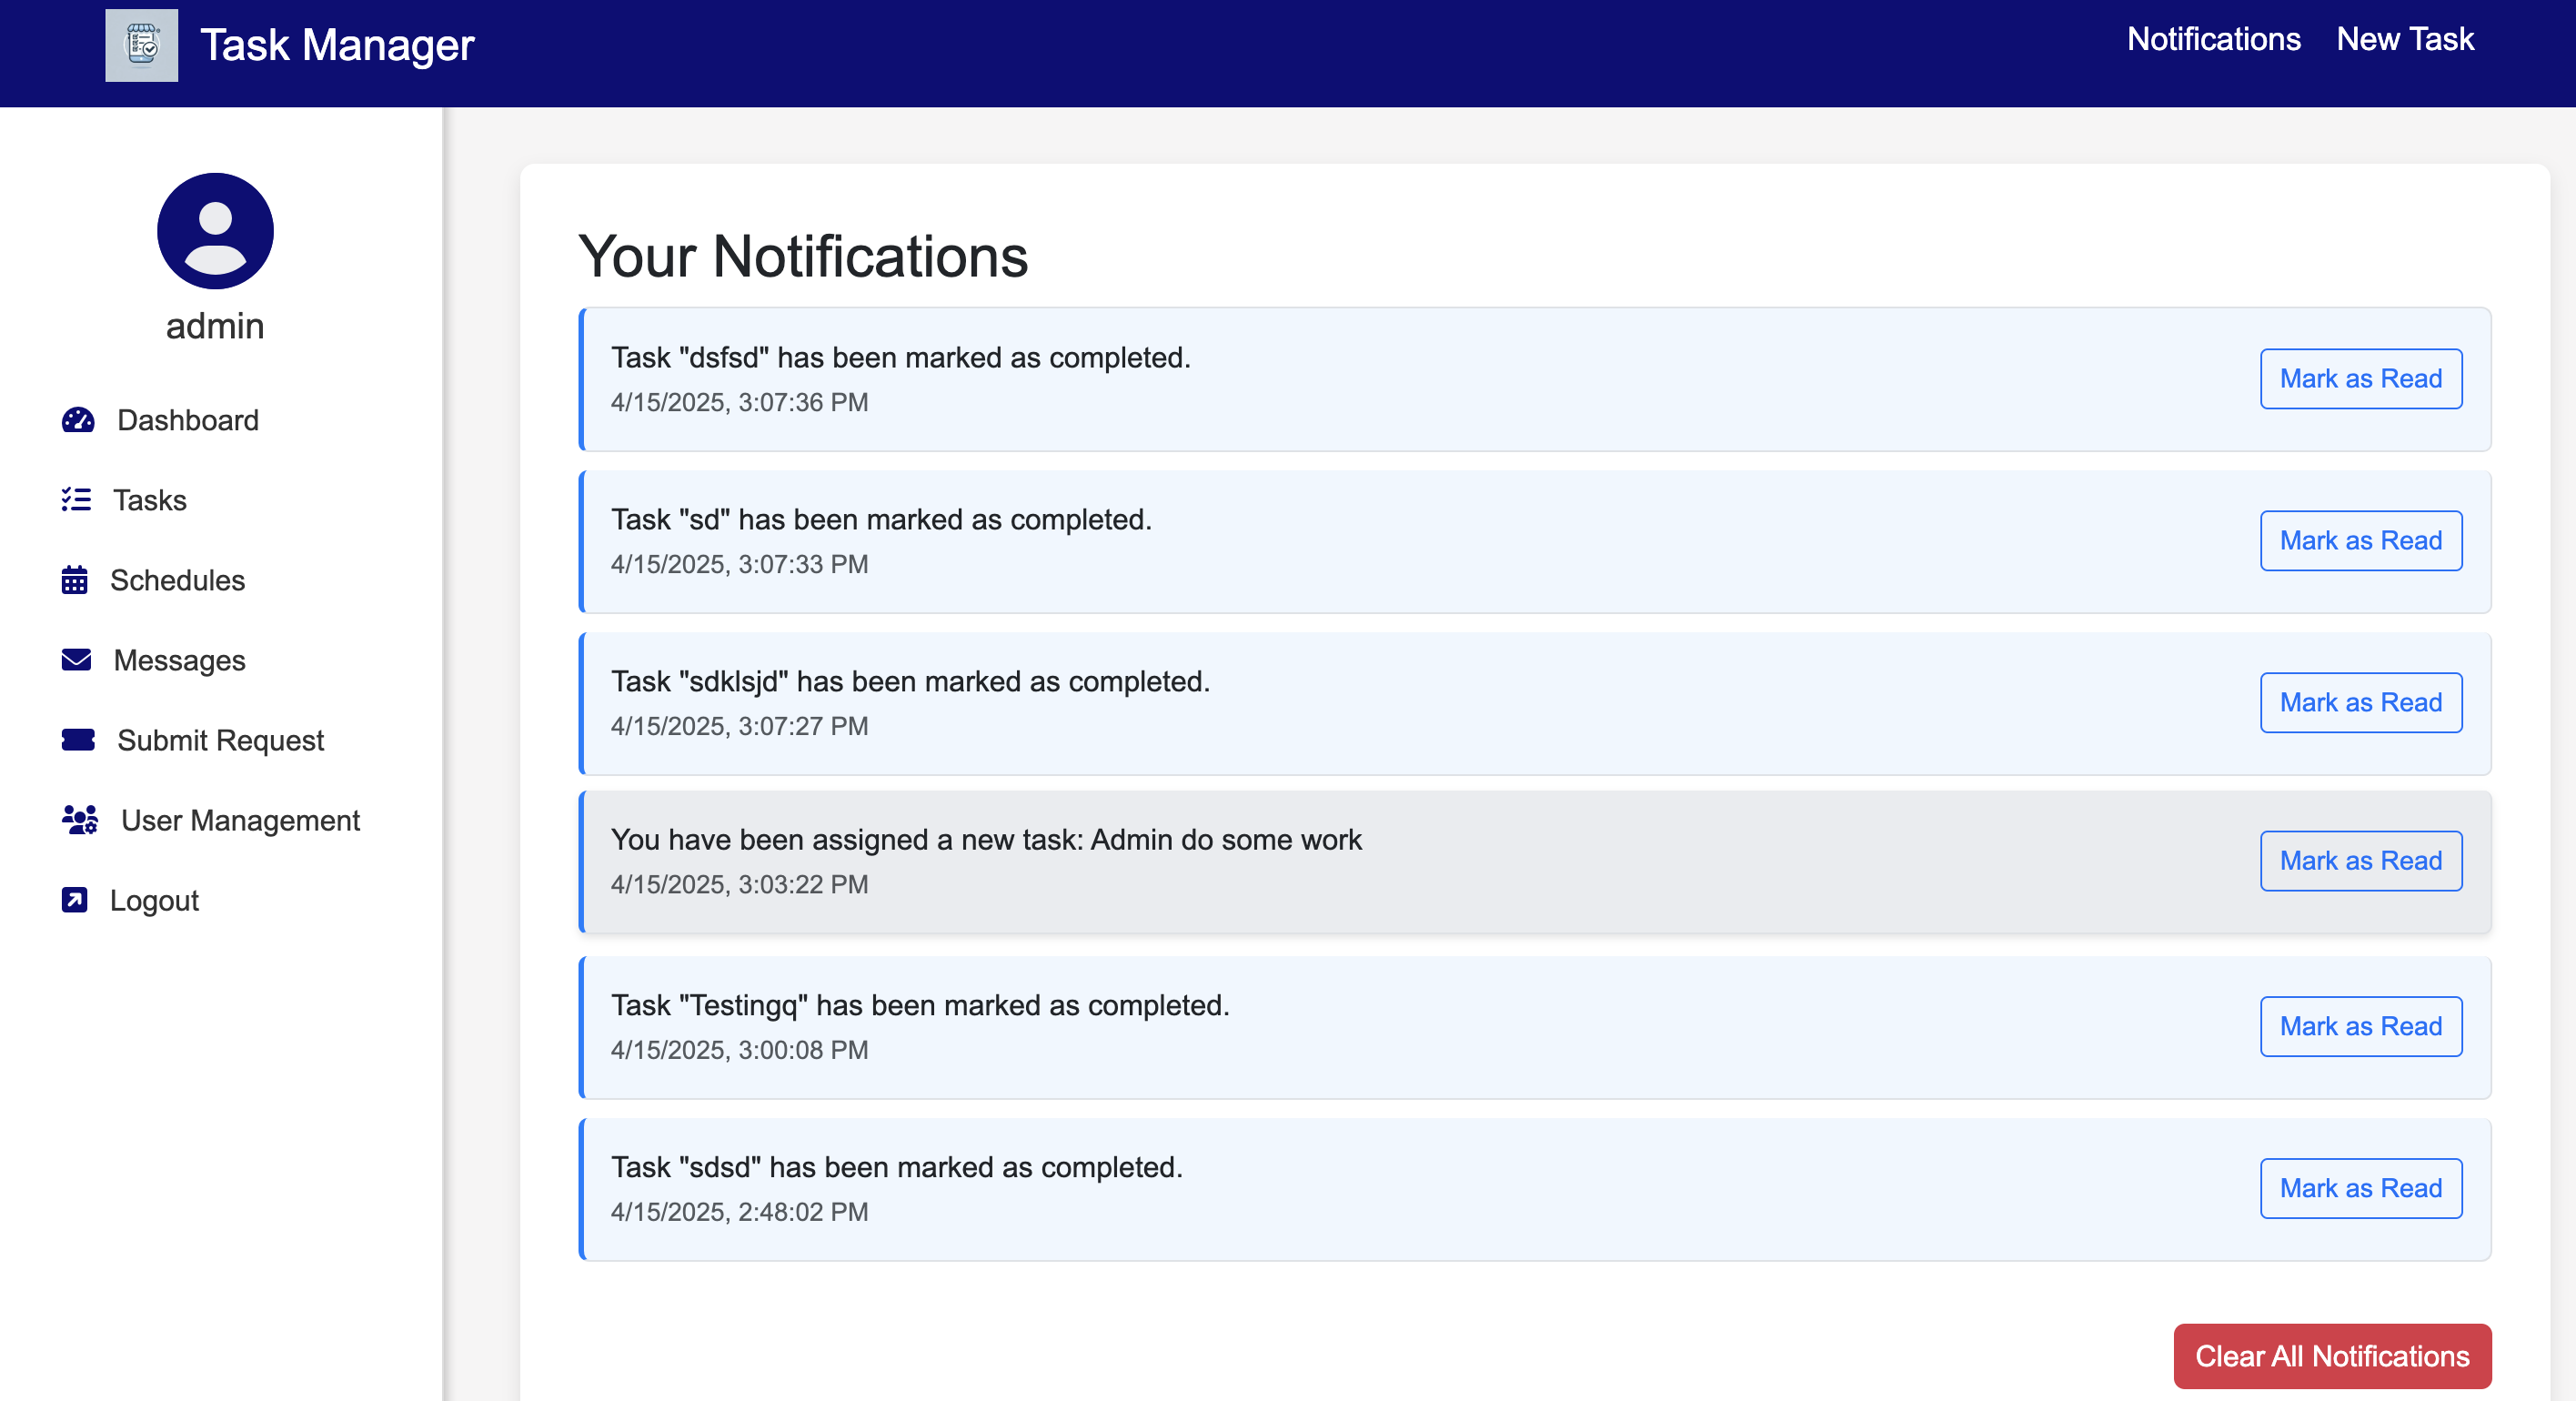 Task Manager
Notifications
New Task
admin
Dashboard
Tasks
Schedules
Messages
Submit Request
User Management
Logout
Your Notifications
Task "dsfsd" has been marked as completed.
4/15/2025, 3:07:36 PM
Mark as Read
Task "sd" has been marked as completed.
4/15/2025, 3:07:33 PM
Mark as Read
Task "sdklsjd" has been marked as completed.
4/15/2025, 3:07:27 PM
Mark as Read
You have been assigned a new task: Admin do some work
4/15/2025, 3:03:22 PM
Mark as Read
Task "Testingq" has been marked as completed.
4/15/2025, 3:00:08 PM
Mark as Read
Task "sdsd" has been marked as completed.
4/15/2025, 2:48:02 PM
Mark as Read
Clear All Notifications